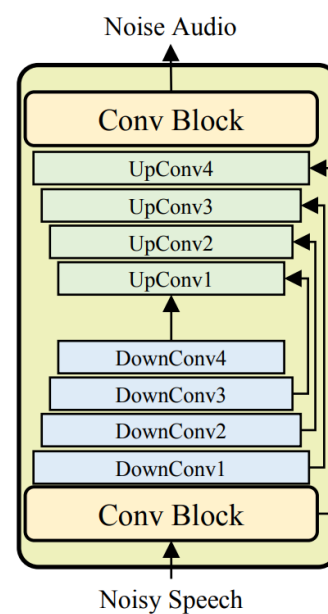 Noise Audio
Conv Block
UpConv4
UpConv3
UpConv2
UpConv1
DownConv4
DownConv3
DownConv2
DownConv1
Conv Block
Noisy Speech